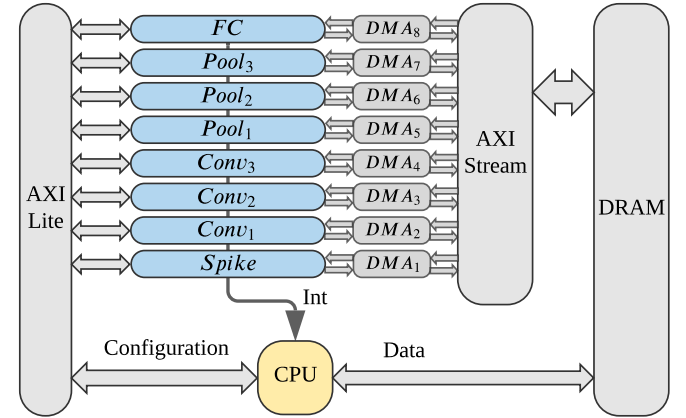 FC
DMA₈
Pool₃
DMA₇
Pool₂
DMA₆
Pool₁
DMA₅
Conv₃
DMA₄
Conv₂
DMA₃
Conv₁
DMA₂
Spike
DMA₁
AXI
Lite
AXI
Stream
DRAM
Int
Configuration
Data
CPU